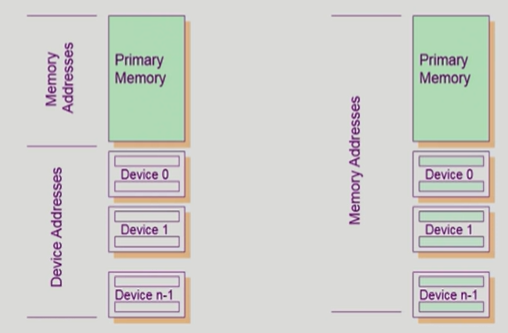 Memory
Addresses
Primary
Memory
Device Addresses
Device 0
Device 1
Device n-1
Memory Addresses
Primary
Memory
Device 0
Device 1
Device n-1